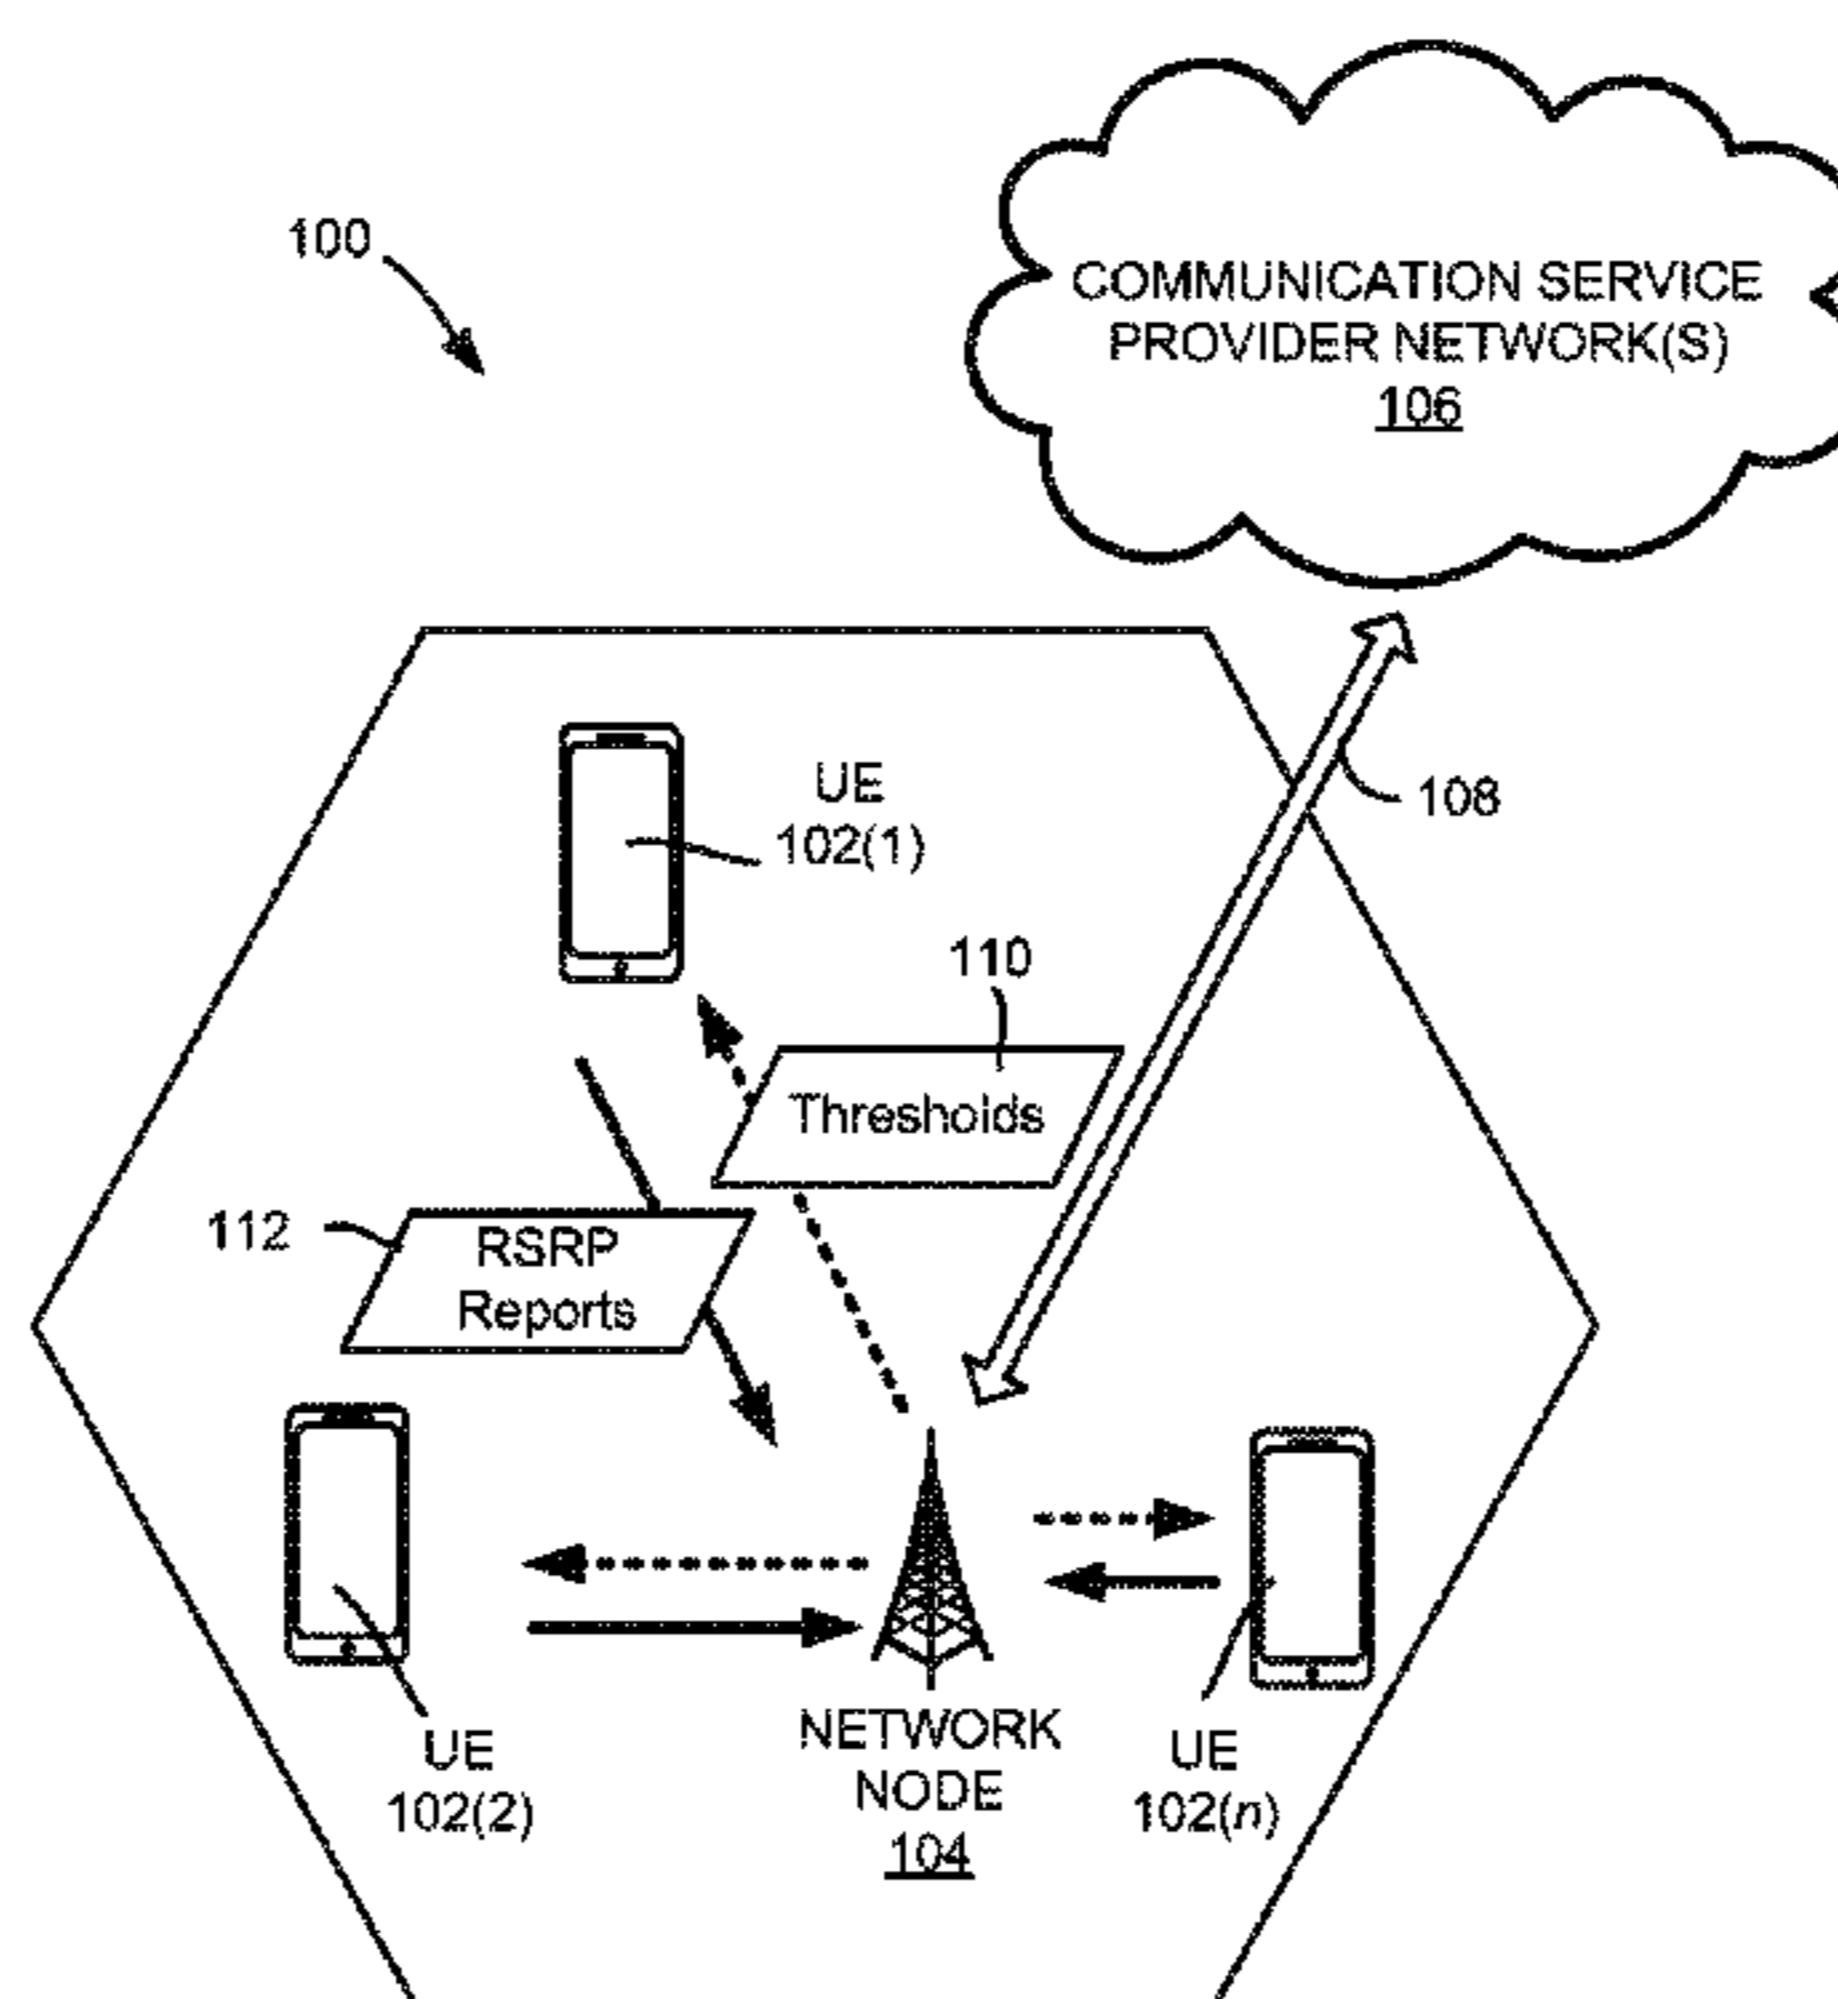 100
COMMUNICATION SERVICE
PROVIDER NETWORK(S)
106
108
UE
102(1)
110
Thresholds
112
RSRP
Reports
UE
102(2)
NETWORK
NODE
104
UE
102(n)